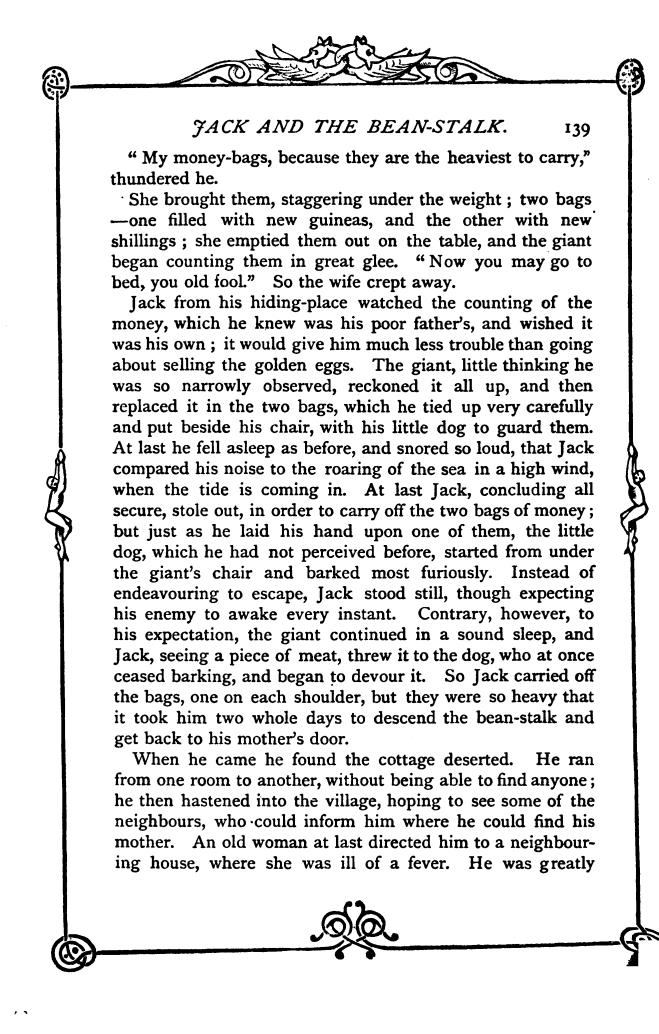 JACK AND THE BEAN-STALK. 139
“ My money-bags, because they are the heaviest to carry,”
thundered he.
She brought them, staggering under the weight ; two bags
—one filled with new guineas, and the other with new
shillings ; she emptied them out on the table, and the giant
began counting them in great glee. “ Now you may go to
bed, you old fool.” So the wife crept away.
Jack from his hiding-place watched the counting of the
money, which he knew was his poor father’s, and wished it
was his own ; it would give him much less trouble than going
about selling the golden eggs. The giant, little thinking he
was so narrowly observed, reckoned it all up, and then
replaced it in the two bags, which he tied up very carefully
and put beside his chair, with his little dog to guard them.
At last he fell asleep as before, and snored so loud, that Jack
compared his noise to the roaring of the sea in a high wind,
when the tide is coming in. At last Jack, concluding all
secure, stole out, in order to carry off the two bags of money ;
but just as he laid his hand upon one of them, the little
dog, which he had not perceived before, started from under
the giant’s chair and barked most furiously. Instead of
endeavouring to escape, Jack stood still, though expecting
his enemy to awake every instant. Contrary, however, to
his expectation, the giant continued in a sound sleep, and
Jack, seeing a piece of meat, threw it to the dog, who at once
ceased barking, and began to devour it. So Jack carried off
the bags, one on each shoulder, but they were so heavy that
it took him two whole days to descend the bean-stalk and
get back to his mother’s door.
When he came he found the cottage deserted. He ran
from one room to another, without being able to find anyone ;
he then hastened into the village, hoping to see some of the
neighbours, who could inform him where he could find his
mother. An old woman at last directed him to a neighbour-
ing house, where she was ill of a fever. He was greatly